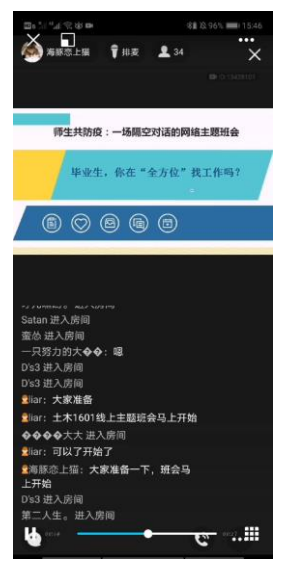 96% 15:46
海豚恋上猫 排麦 34
师生共防疫：一场隔空对话的网络主题班会
毕业生，你在“全方位”找工作吗？
Satan 进入房间
蛮怂 进入房间
一只努力的大��：嗯
D's3 进入房间
D's3 进入房间
liar：大家准备
liar：土木1601线上主题班会马上开始
����大大 进入房间
liar：可以了开始了
海豚恋上猫：大家准备一下，班会马
上开始
D's3 进入房间
第二人生。进入房间